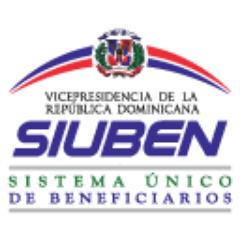 VICEPRESIDENCIA DE LA
REPÚBLICA DOMINICANA
SIUBEN
SISTEMA ÚNICO
DE BENEFICIARIOS